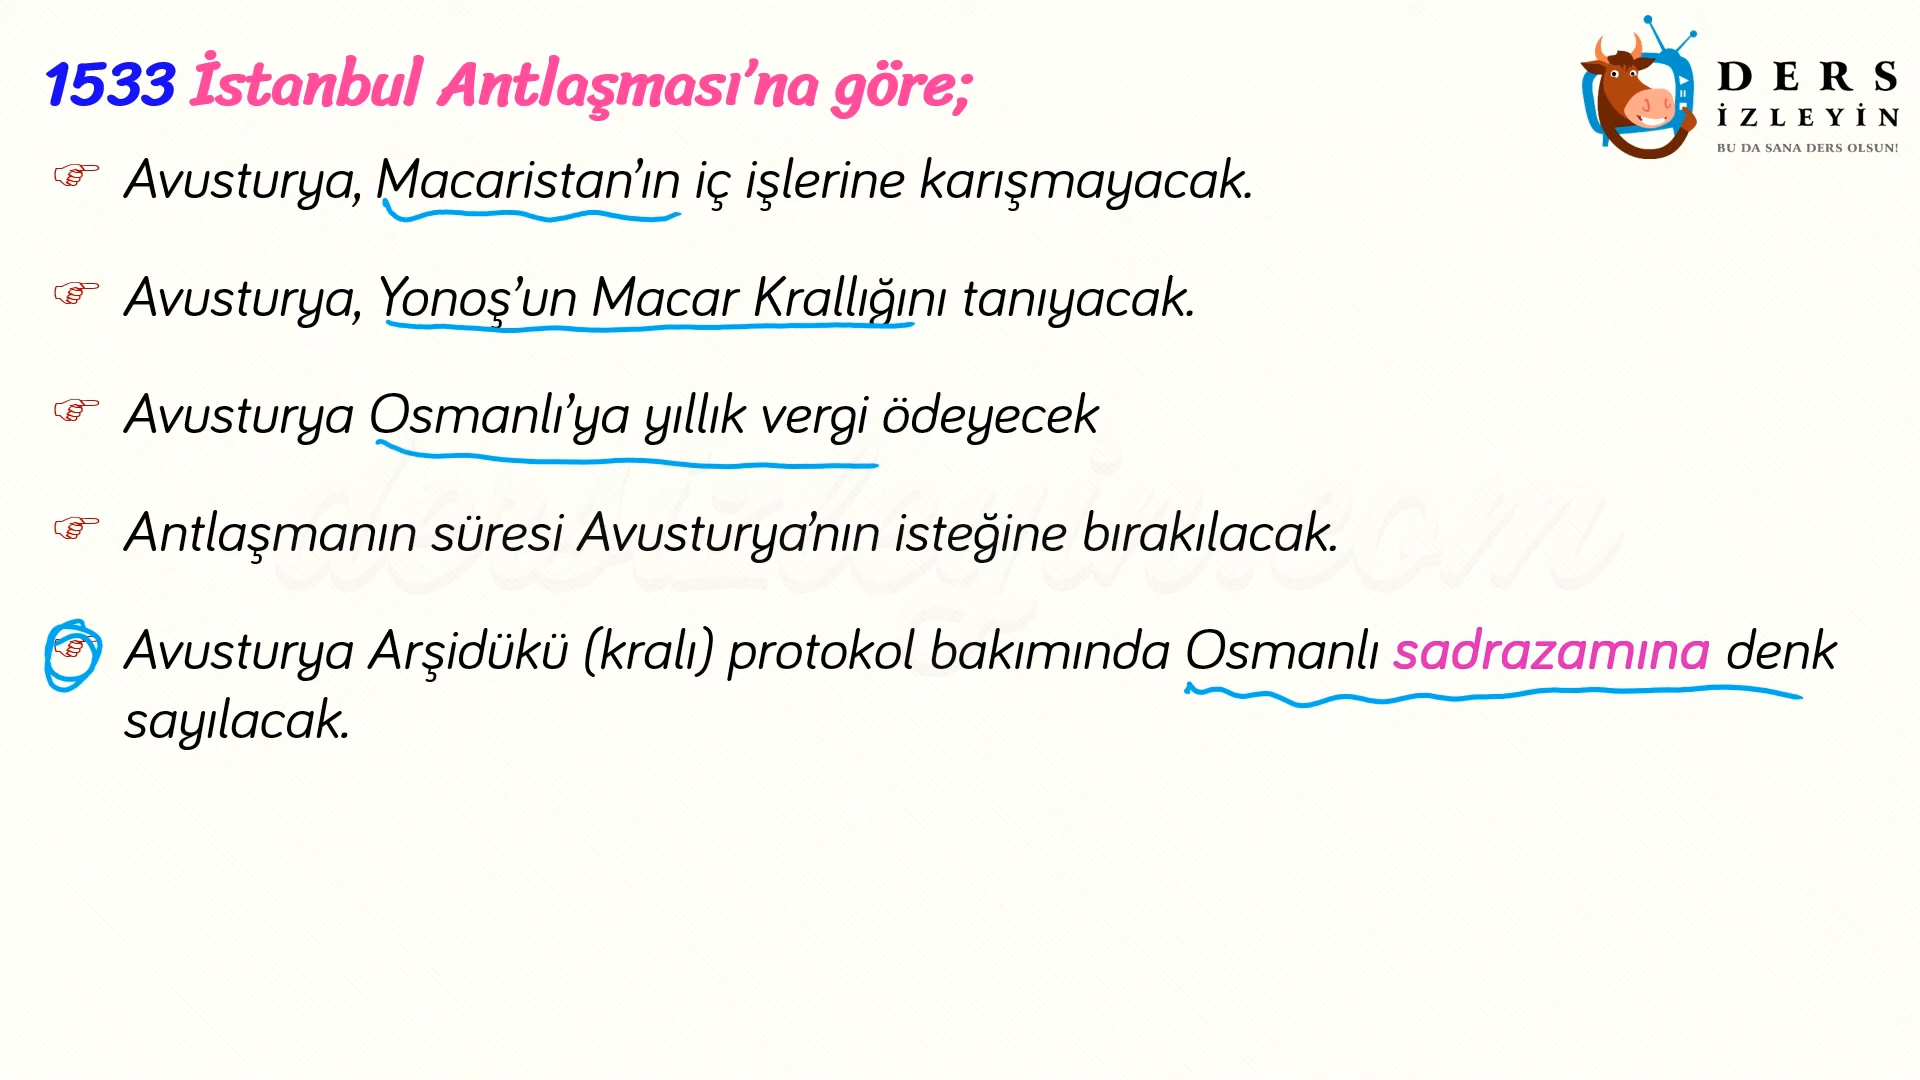 1533 İstanbul Antlaşması’na göre;
DERS
İZLEYİN
BU DA SANA DERS OLSUN!
Avusturya, Macaristan’ın iç işlerine karışmayacak.
Avusturya, Yonoş’un Macar Krallığını tanıyacak.
Avusturya Osmanlı’ya yıllık vergi ödeyecek
Antlaşmanın süresi Avusturya’nın isteğine bırakılacak.
dersizleyin.com
Avusturya Arşidükü (kralı) protokol bakımında Osmanlı sadrazamına denk
sayılacak.